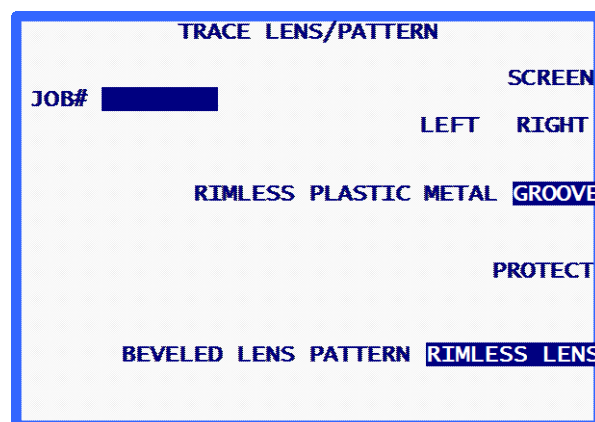 TRACE LENS/PATTERN
SCREEN
JOB#
LEFT RIGHT
RIMLESS PLASTIC METAL GROOVE
PROTECT
BEVELED LENS PATTERN RIMLESS LENS